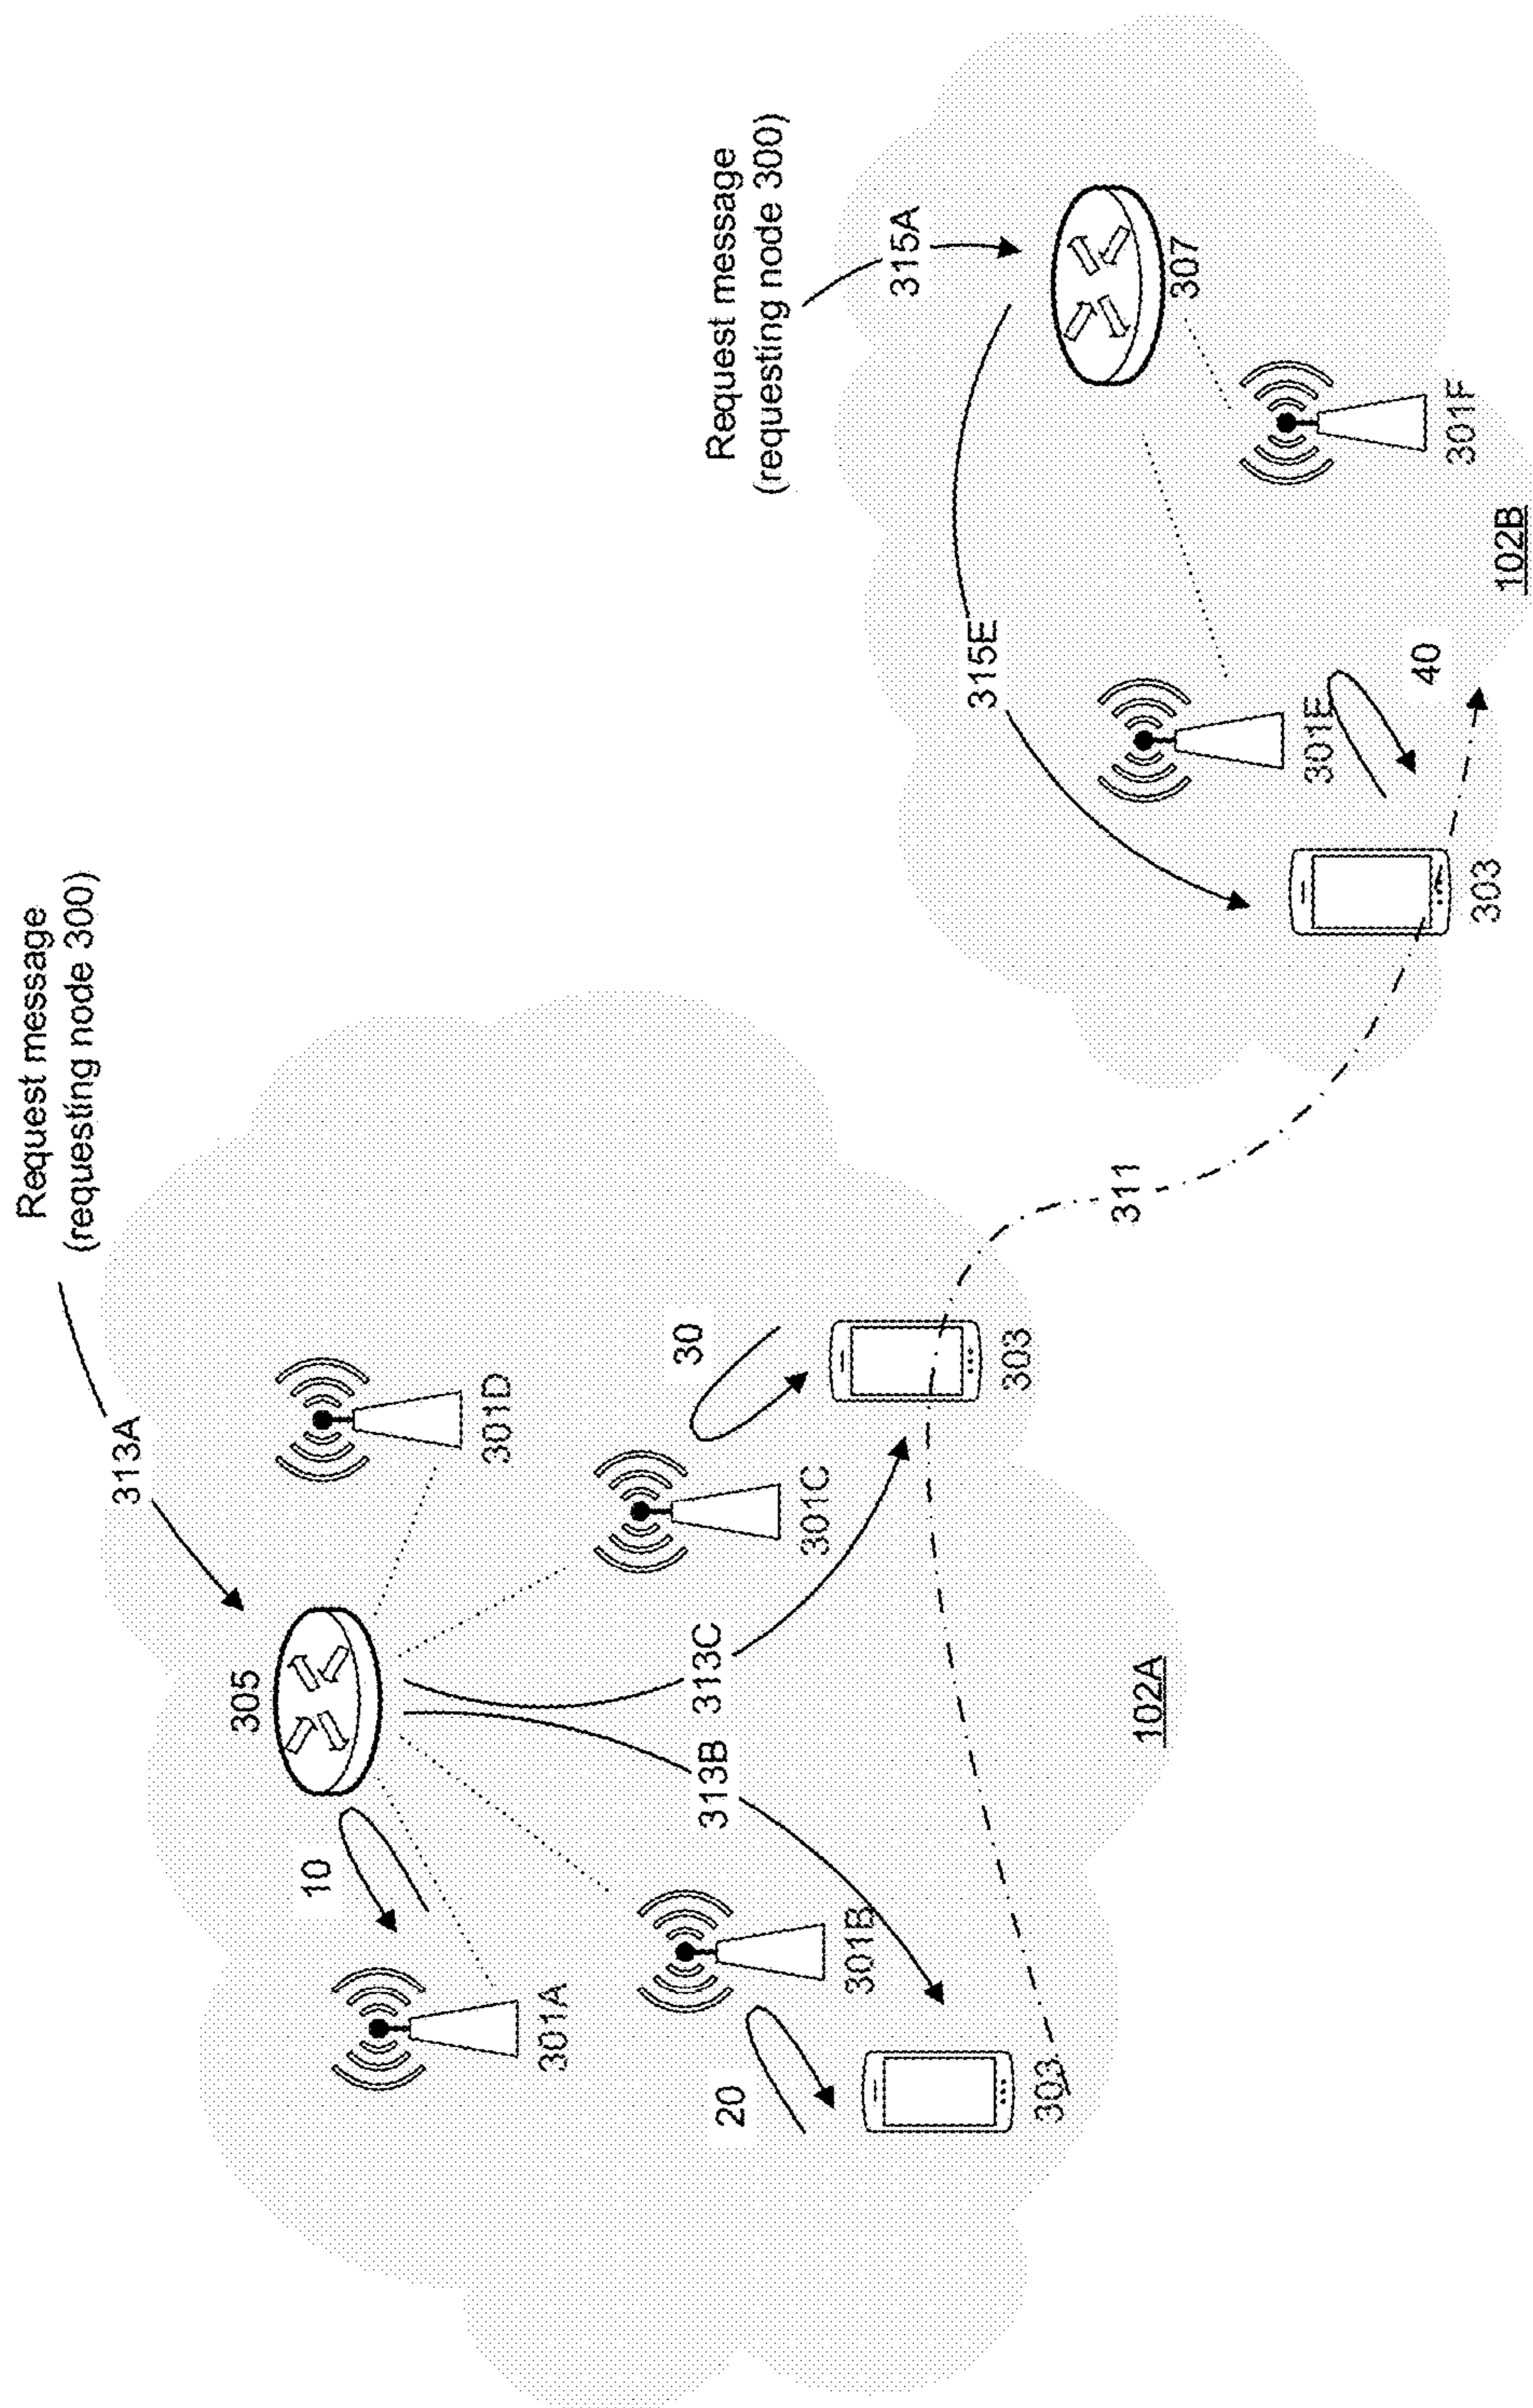 Request message
(requesting node 300)
313A
305
10
301A
301D
30
301C
303
313C
313B
301B
20
303
102A
311
Request message
(requesting node 300)
315A
307
315E
301F
301E
40
303
102B